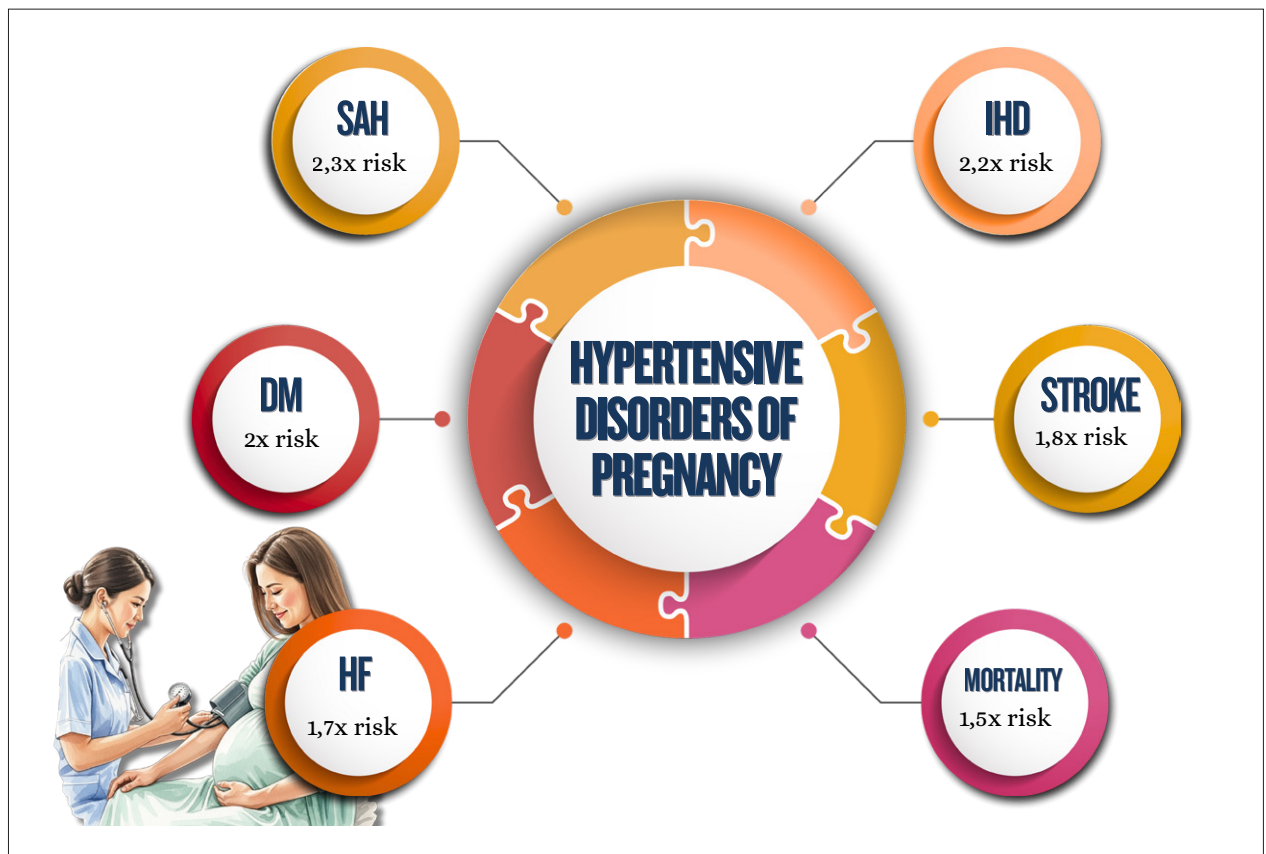 SAH
2,3x risk
IHD
2,2x risk
HYPERTENSIVE
DISORDERS OF
PREGNANCY
DM
2x risk
STROKE
1,8x risk
HF
1,7x risk
MORTALITY
1,5x risk